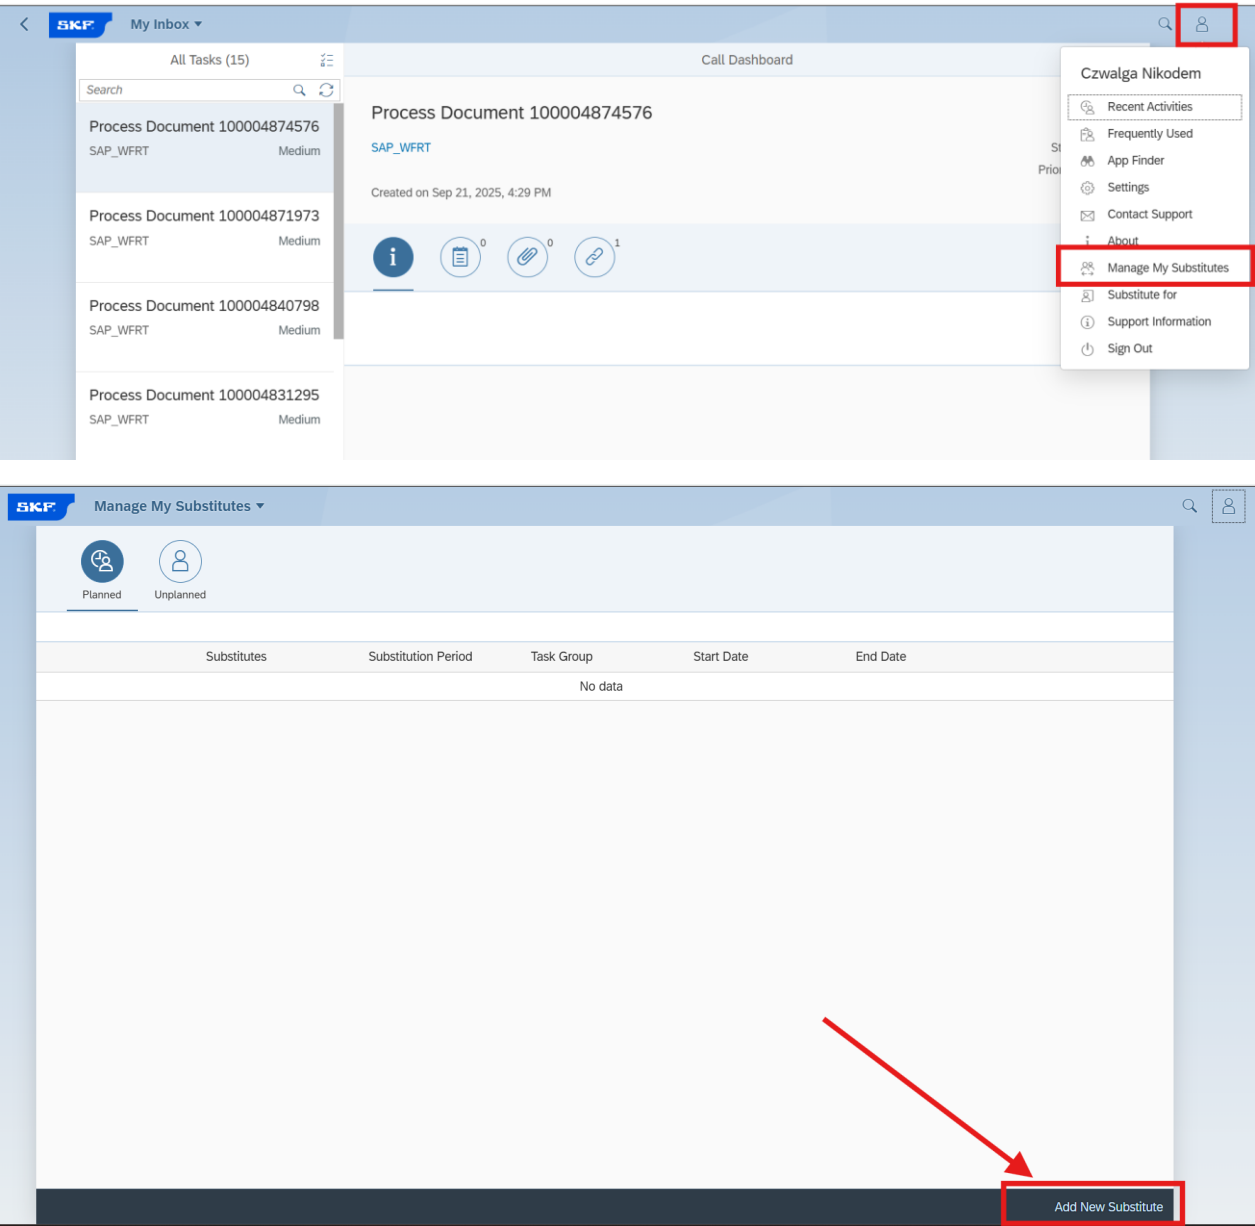 SKF
My Inbox
All Tasks (15)
Search
Process Document 100004874576
SAP_WFRT Medium
Process Document 100004871973
SAP_WFRT Medium
Process Document 100004840798
SAP_WFRT Medium
Process Document 100004831295
SAP_WFRT Medium
Call Dashboard
Process Document 100004874576
SAP_WFRT
St
Prior
Created on Sep 21, 2025, 4:29 PM
i
0
0
1
Czwalga Nikodem
Recent Activities
Frequently Used
App Finder
Settings
Contact Support
About
Manage My Substitutes
Substitute for
Support Information
Sign Out
SKF
Manage My Substitutes
Planned Unplanned
Substitutes Substitution Period Task Group Start Date End Date
No data
Add New Substitute